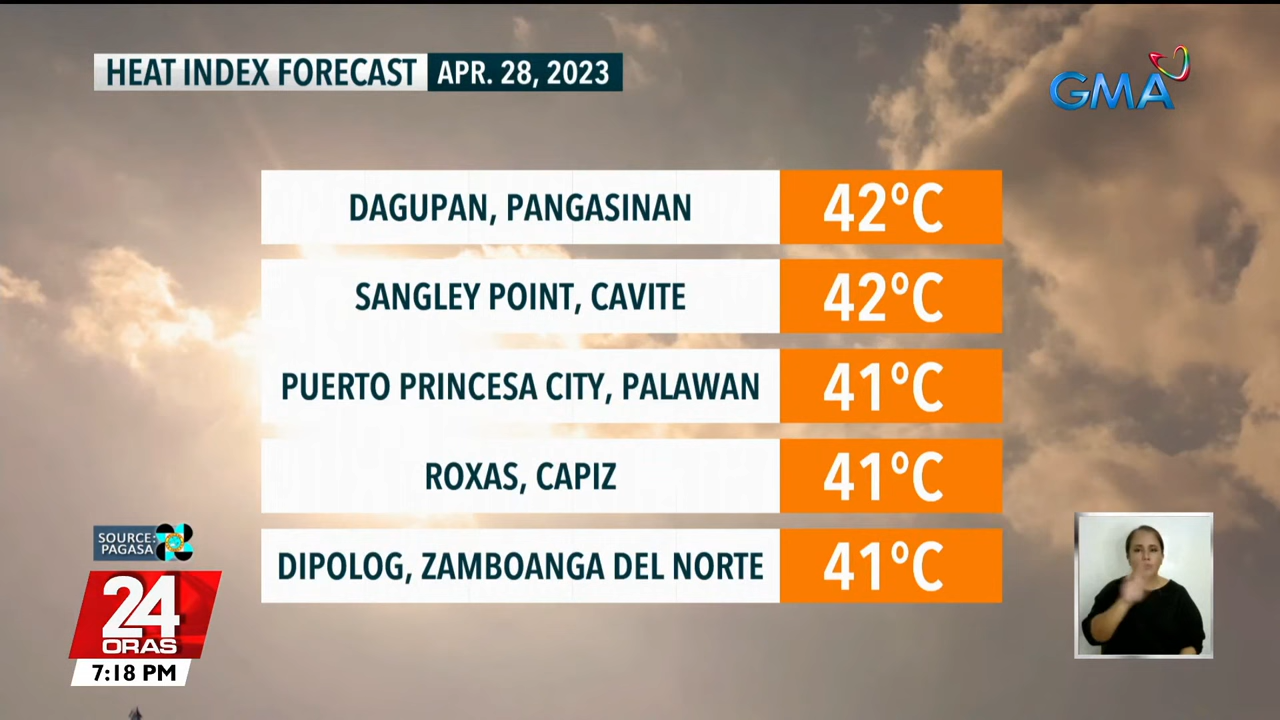 HEAT INDEX FORECAST APR. 28, 2023
GMA
DAGUPAN, PANGASINAN 42°C
SANGLEY POINT, CAVITE 42°C
PUERTO PRINCESA CITY, PALAWAN 41°C
ROXAS, CAPIZ 41°C
DIPOLOG, ZAMBOANGA DEL NORTE 41°C
SOURCE:
PAGASA
24
ORAS
7:18 PM